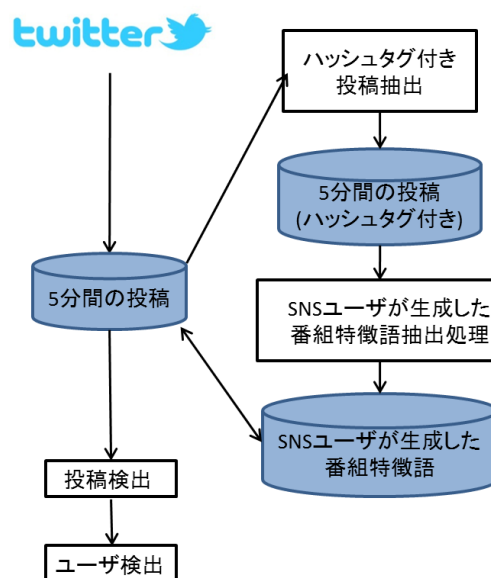 twitter
ハッシュタグ付き
投稿抽出
5分間の投稿
(ハッシュタグ付き)
5分間の投稿
SNSユーザが生成した
番組特徴語抽出処理
SNSユーザが生成した
番組特徴語
投稿検出
ユーザ検出